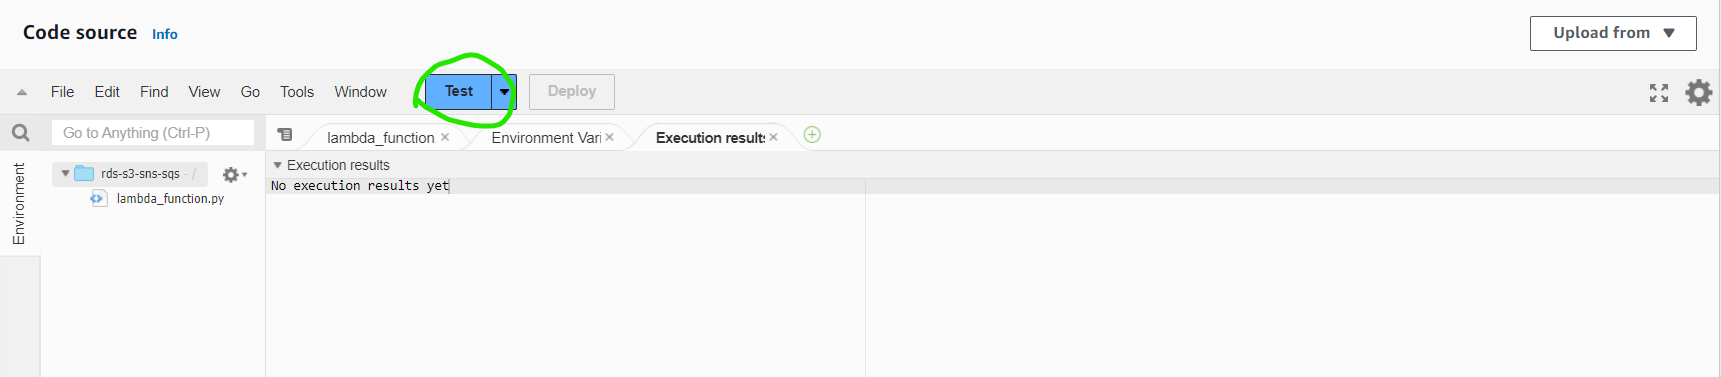 Code source Info
Upload from
File Edit Find View Go Tools Window Test Deploy
Go to Anything (Ctrl-P)
lambda_function Environment Vari Execution results
Environment
Execution results
rds-s3-sns-sqs - /
No execution results yet
lambda_function.py